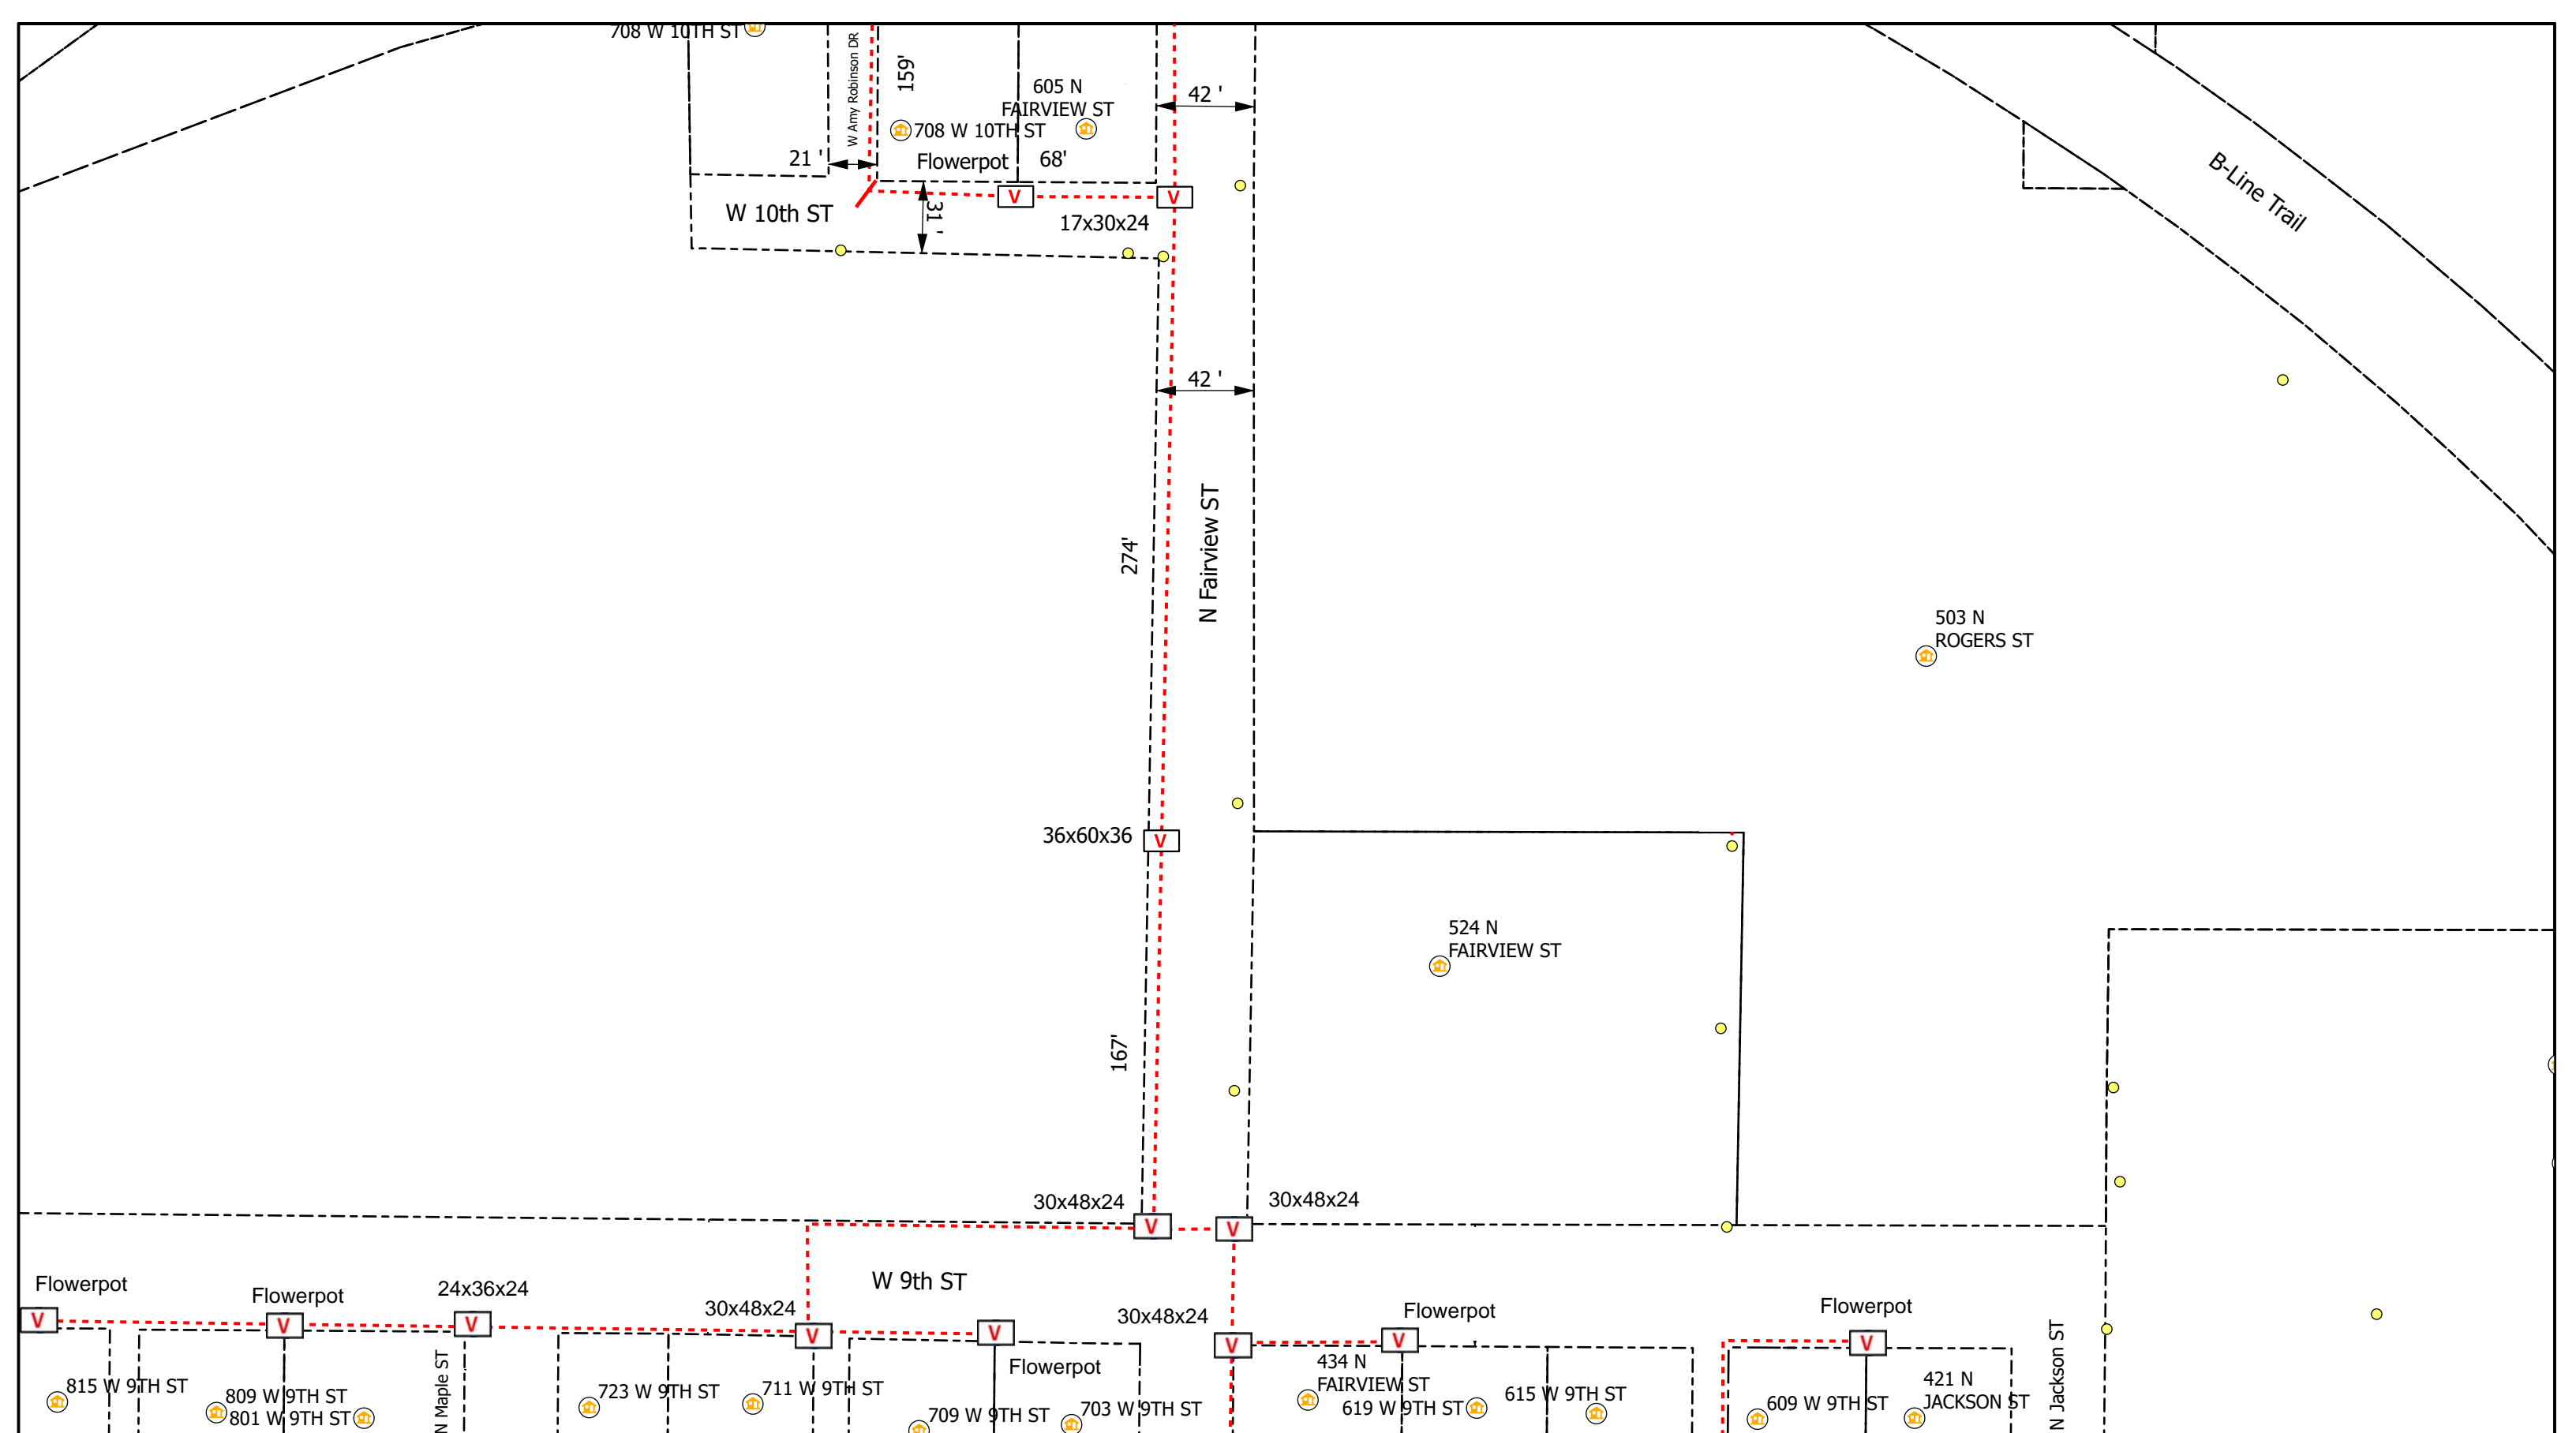 708 W 10TH ST
W Amy Robinson DR
159'
605 N
FAIRVIEW ST
42 '
708 W 10TH ST
21 '
Flowerpot
68'
B-Line Trail
V
V
W 10th ST
31 '
17x30x24
42 '
274'
N Fairview ST
503 N
ROGERS ST
36x60x36
V
524 N
FAIRVIEW ST
167'
30x48x24
30x48x24
V
V
W 9th ST
Flowerpot
Flowerpot
24x36x24
30x48x24
30x48x24
Flowerpot
Flowerpot
V
V
V
V
V
V
V
V
Flowerpot
N Maple ST
N Jackson ST
815 W 9TH ST
809 W 9TH ST
801 W 9TH ST
723 W 9TH ST
711 W 9TH ST
709 W 9TH ST
703 W 9TH ST
434 N
FAIRVIEW ST
619 W 9TH ST
615 W 9TH ST
609 W 9TH ST
421 N
JACKSON ST